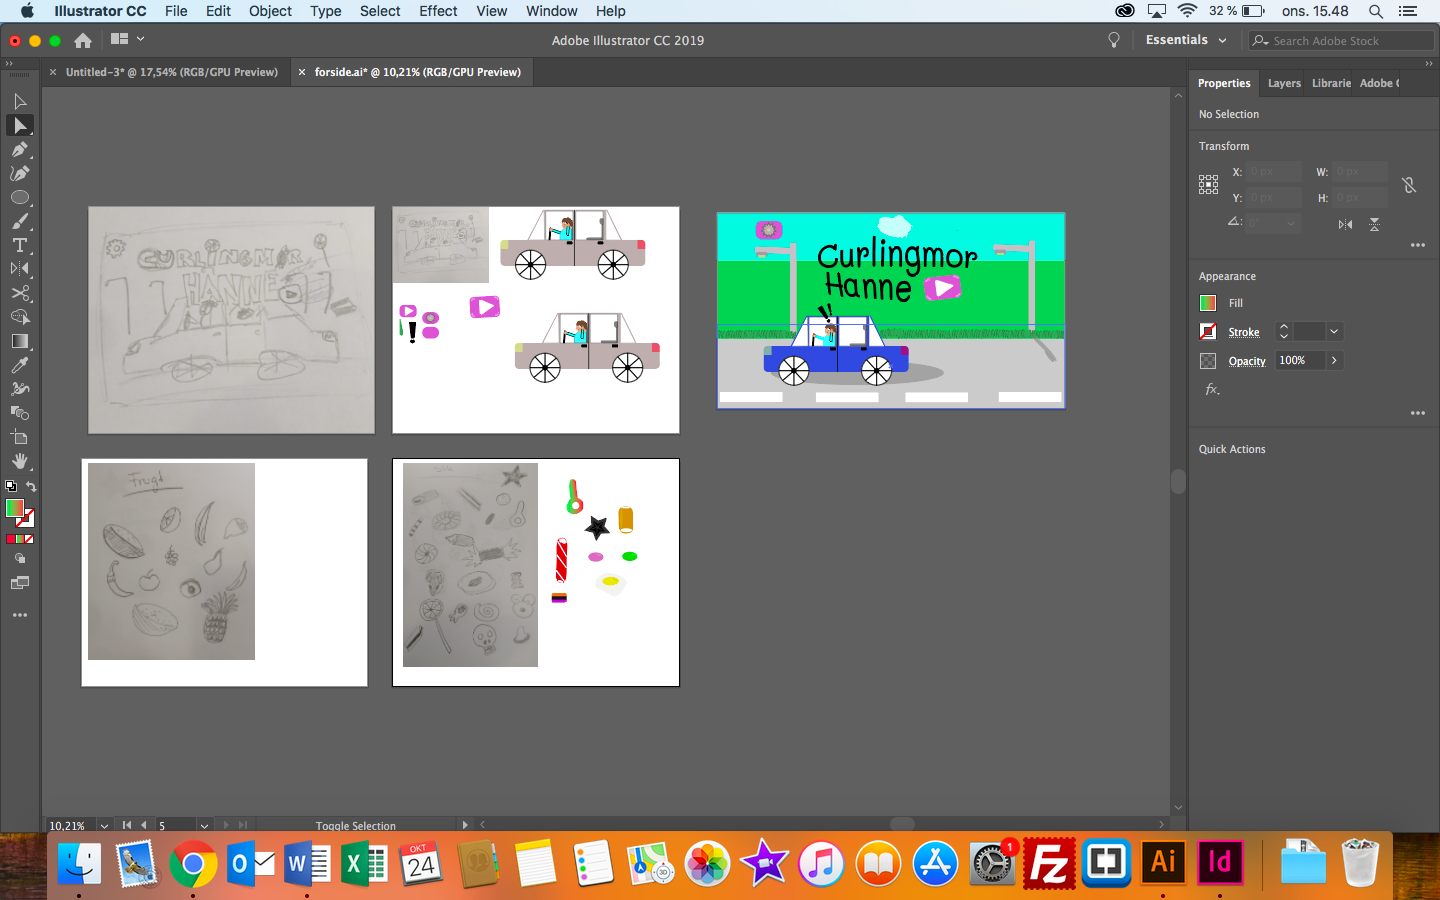 Illustrator CC File Edit Object Type Select Effect View Window Help 32 % ons. 15.48
Adobe Illustrator CC 2019
Essentials
Search Adobe Stock
Untitled-3* @ 17,54% (RGB/GPU Preview)
forside.ai* @ 10,21% (RGB/GPU Preview)
Properties Layers Librarie Adobe C
No Selection
Transform
X: 0 px W: 0 px
Y: 0 px H: 0 px
0°
Appearance
Fill
Stroke
Opacity 100%
fx.
Quick Actions
CURLINGMOR
HANNE
Curlingmor
Hanne
Frugt
10,21% 5 Toggle Selection
OKT
24
3D
1
Fz
Ai
Id